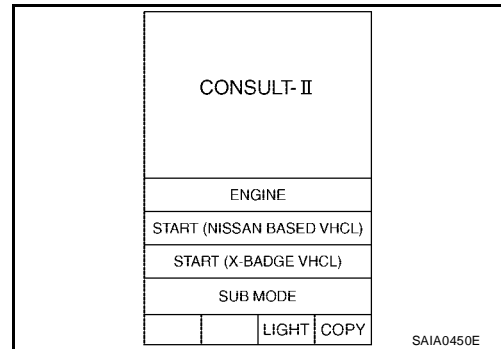 CONSULT-II
ENGINE
START (NISSAN BASED VHCL)
START (X-BADGE VHCL)
SUB MODE
LIGHT COPY
SAIA0450E